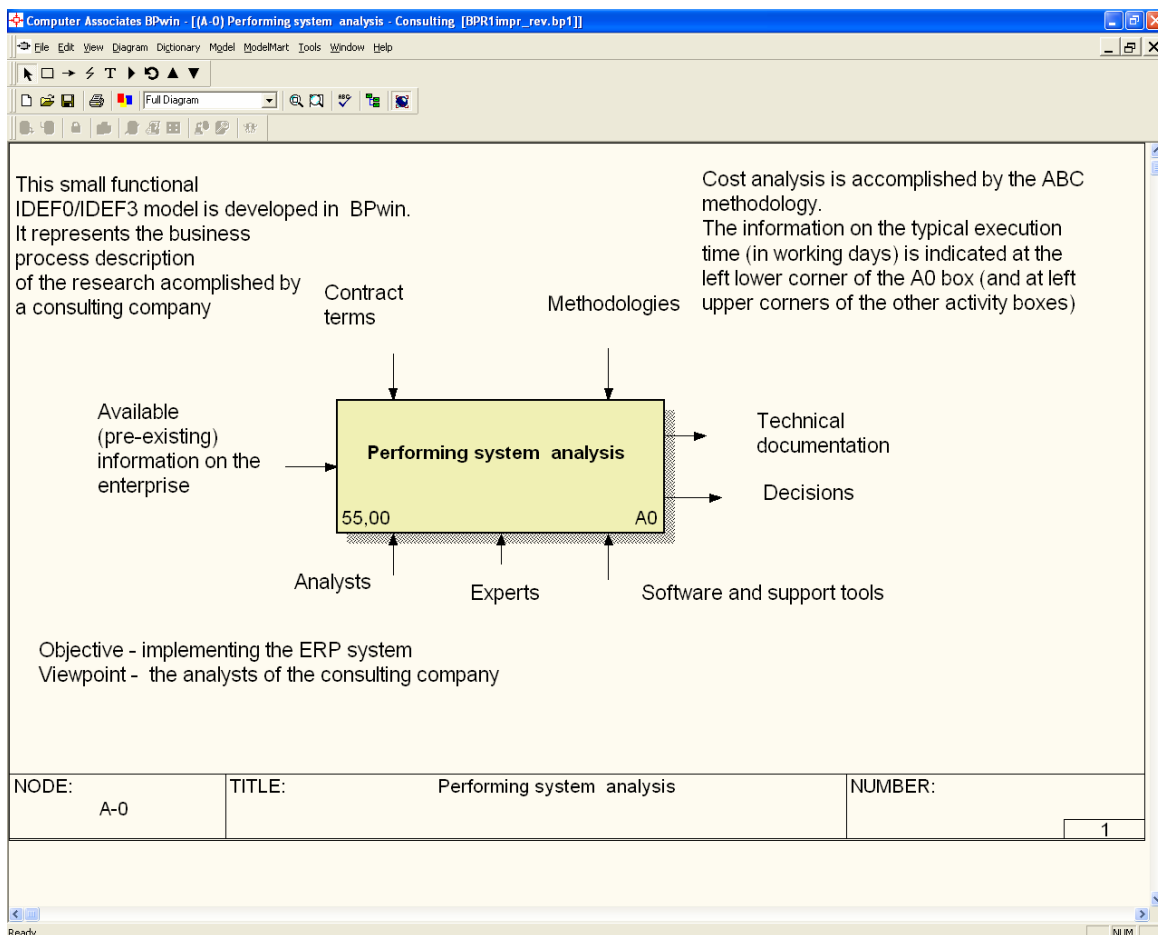 Computer Associates BPwin - [(A-0) Performing system  analysis - Consulting  [BPR1impr_rev.bp1]]
File Edit View Diagram Dictionary Model ModelMart Tools Window Help
T
Full Diagram
ABC
This small functional
IDEF0/IDEF3 model is developed in  BPwin.
It represents the business
process description
of the research acomplished by
a consulting company
Cost analysis is accomplished by the ABC
methodology.
The information on the typical execution
time (in working days) is indicated at the
left lower corner of the A0 box (and at left
upper corners of the other activity boxes)
Contract
terms
Methodologies
Available
(pre-existing)
information on the
enterprise
Performing system  analysis
55,00
A0
Technical
documentation
Decisions
Analysts
Experts
Software and support tools
Objective - implementing the ERP system
Viewpoint -  the analysts of the consulting company
NODE:
A-0
TITLE:
Performing system  analysis
NUMBER:
1
Ready
NUM